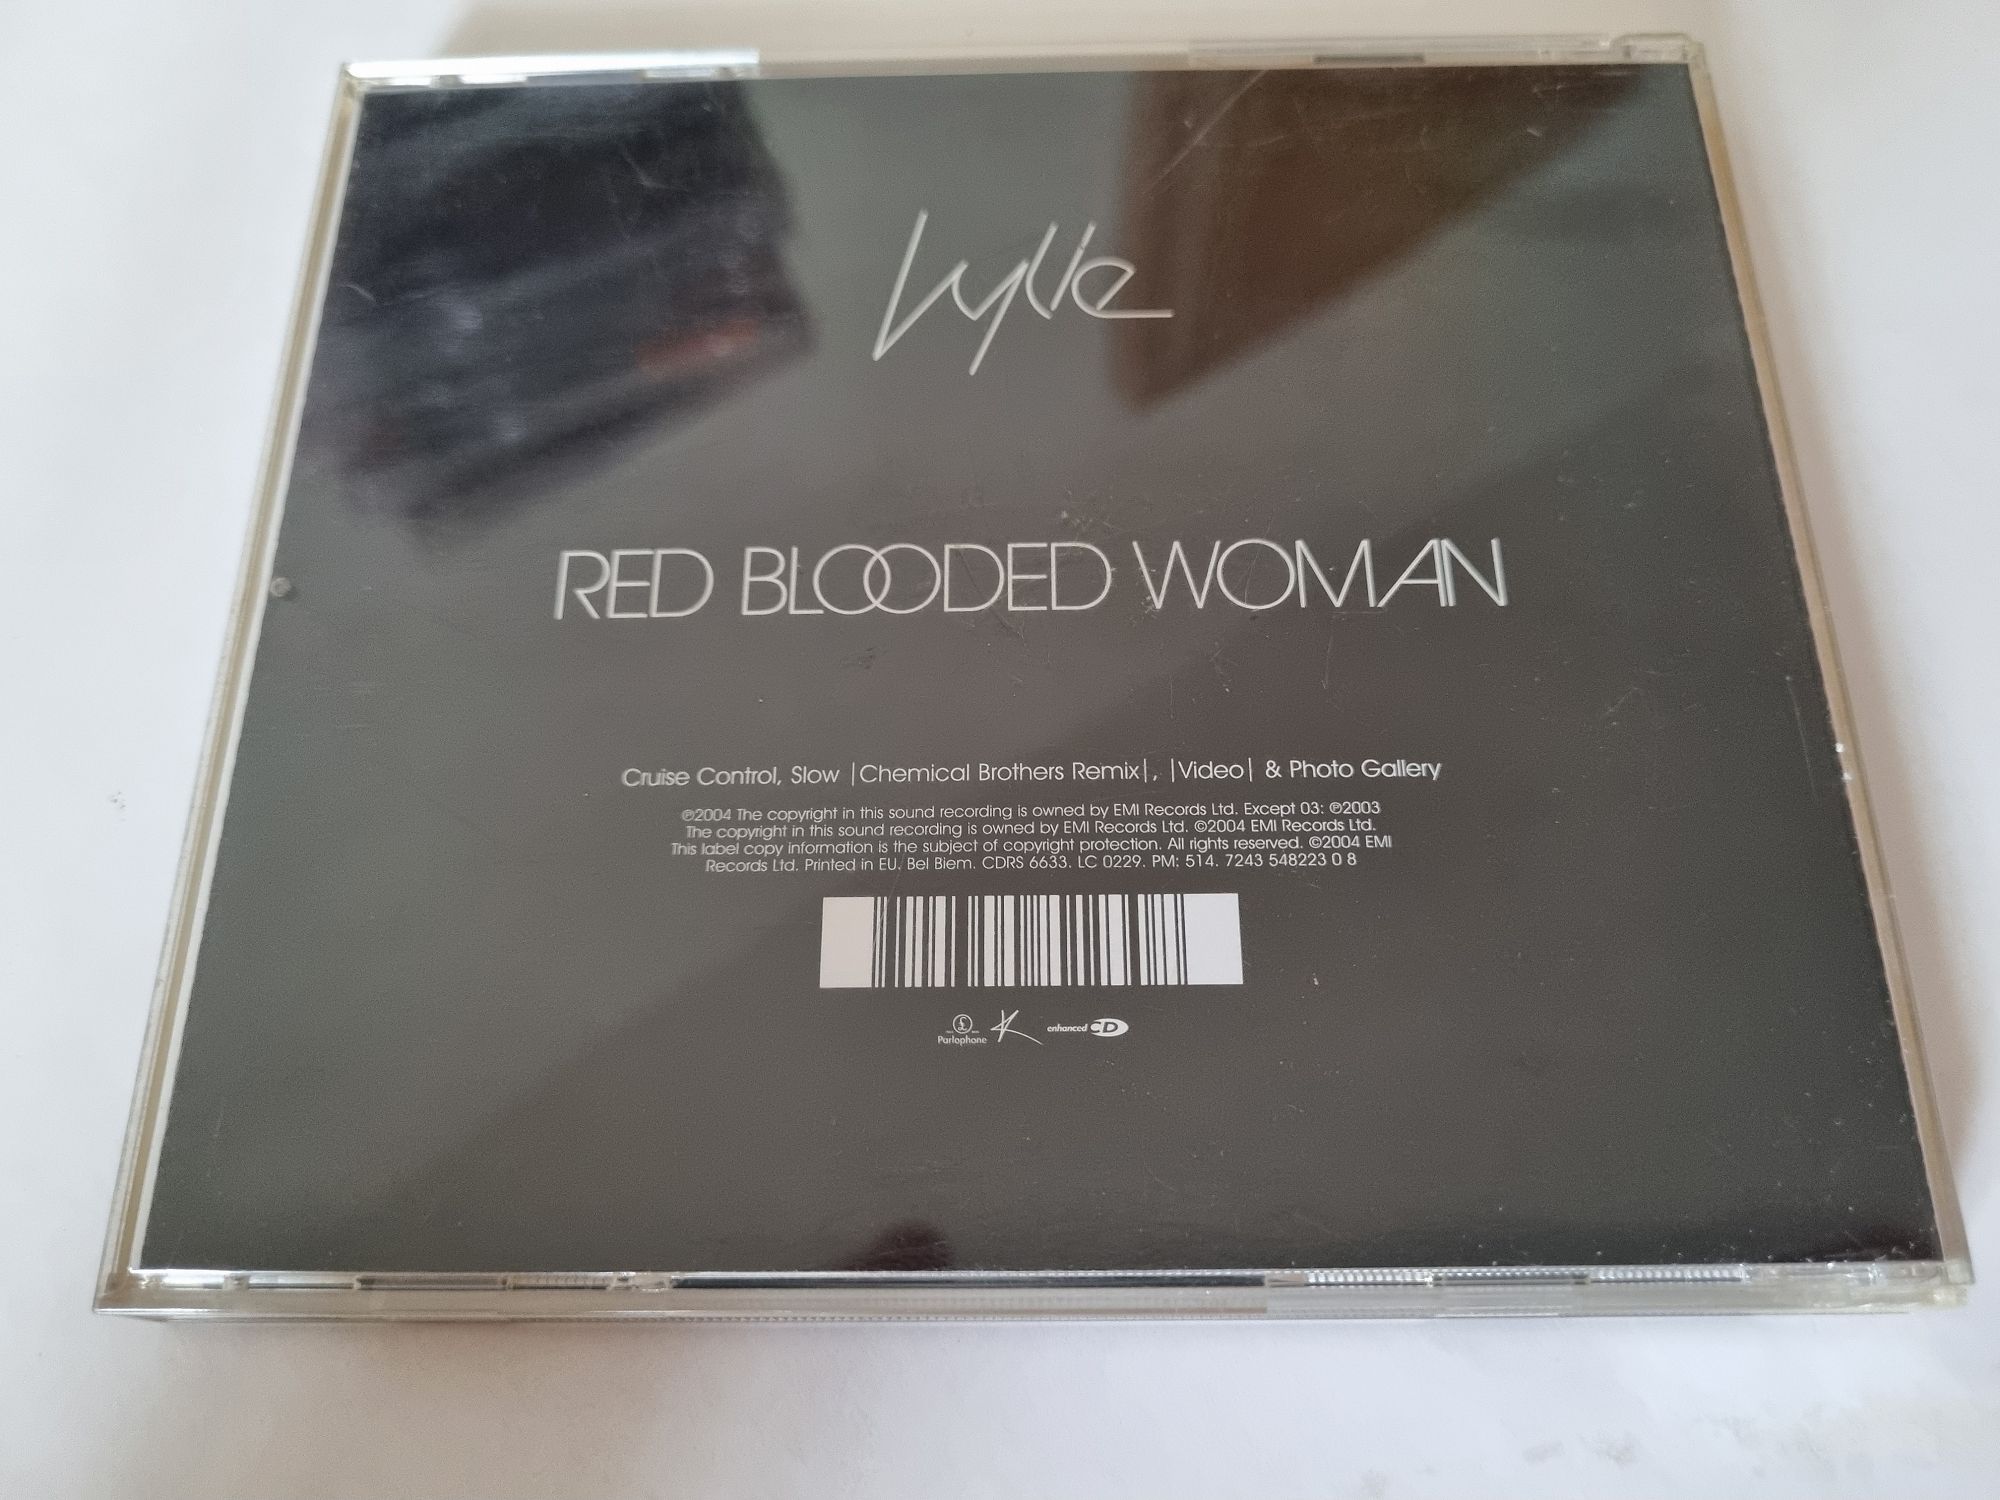 Kylie
RED BLOODED WOMAN
Cruise Control, Slow |Chemical Brothers Remix|, |Video| & Photo Gallery
℗2004 The copyright in this sound recording is owned by EMI Records Ltd. Except 03: ℗2003
The copyright in this sound recording is owned by EMI Records Ltd. ©2004 EMI Records Ltd.
This label copy information is the subject of copyright protection. All rights reserved. ©2004 EMI
Records Ltd. Printed in EU. Bel Biem. CDRS 6633. LC 0229. PM: 514. 7243 548223 0 8
£
Parlophone
K
enhanced CD